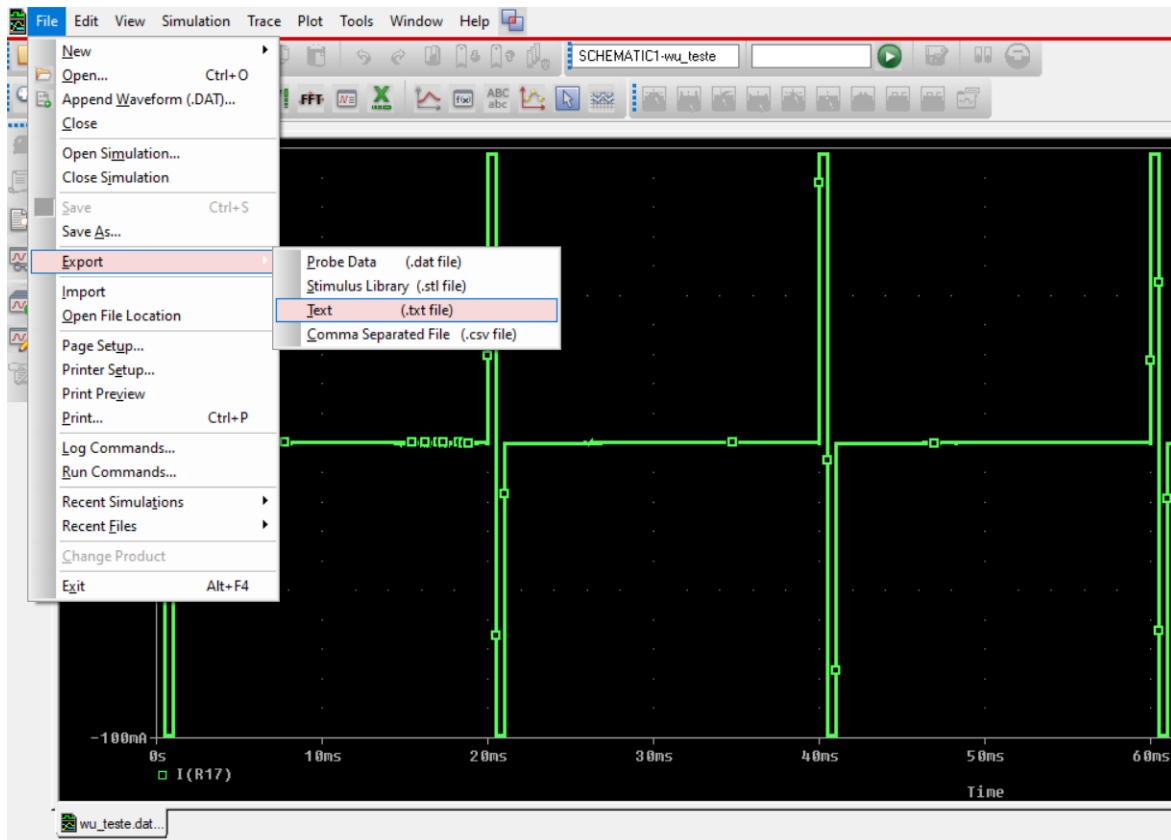 File Edit View Simulation Trace Plot Tools Window Help
New
Open... Ctrl+O
Append Waveform (.DAT)...
Close
Open Simulation...
Close Simulation
Save Ctrl+S
Save As...
Export
Import
Open File Location
Page Setup...
Printer Setup...
Print Preview
Print... Ctrl+P
Log Commands...
Run Commands...
Recent Simulations
Recent Files
Change Product
Exit Alt+F4
Probe Data (.dat file)
Stimulus Library (.stl file)
Text (.txt file)
Comma Separated File (.csv file)
SCHEMATIC1-wu_teste
FFT
ABC
abc
f(x)
-100mA
0s 10ms 20ms 30ms 40ms 50ms 60ms
I(R17)
Time
wu_teste.dat...